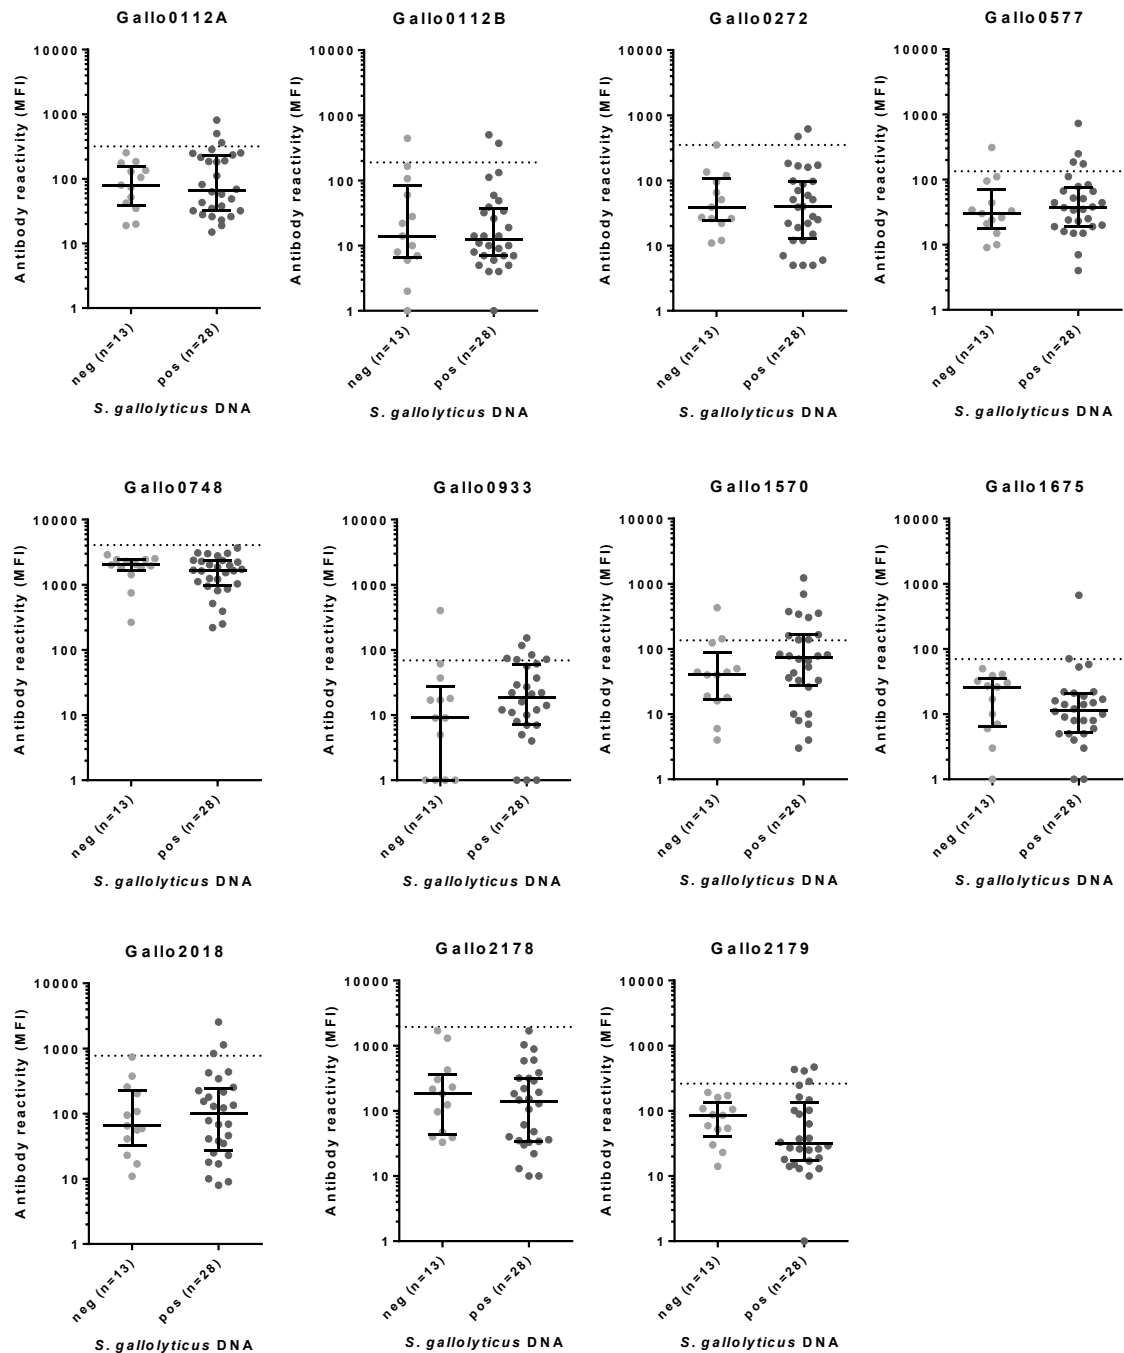 Gallo0112A
Antibody reactivity (MFI)
10000
1000
100
10
1
neg (n=13)
pos (n=28)
S. gallolyticus DNA
Gallo0112B
Antibody reactivity (MFI)
10000
1000
100
10
1
neg (n=13)
pos (n=28)
S. gallolyticus DNA
Gallo0272
Antibody reactivity (MFI)
10000
1000
100
10
1
neg (n=13)
pos (n=28)
S. gallolyticus DNA
Gallo0577
Antibody reactivity (MFI)
10000
1000
100
10
1
neg (n=13)
pos (n=28)
S. gallolyticus DNA
Gallo0748
Antibody reactivity (MFI)
10000
1000
100
10
1
neg (n=13)
pos (n=28)
S. gallolyticus DNA
Gallo0933
Antibody reactivity (MFI)
10000
1000
100
10
1
neg (n=13)
pos (n=28)
S. gallolyticus DNA
Gallo1570
Antibody reactivity (MFI)
10000
1000
100
10
1
neg (n=13)
pos (n=28)
S. gallolyticus DNA
Gallo1675
Antibody reactivity (MFI)
10000
1000
100
10
1
neg (n=13)
pos (n=28)
S. gallolyticus DNA
Gallo2018
Antibody reactivity (MFI)
10000
1000
100
10
1
neg (n=13)
pos (n=28)
S. gallolyticus DNA
Gallo2178
Antibody reactivity (MFI)
10000
1000
100
10
1
neg (n=13)
pos (n=28)
S. gallolyticus DNA
Gallo2179
Antibody reactivity (MFI)
10000
1000
100
10
1
neg (n=13)
pos (n=28)
S. gallolyticus DNA